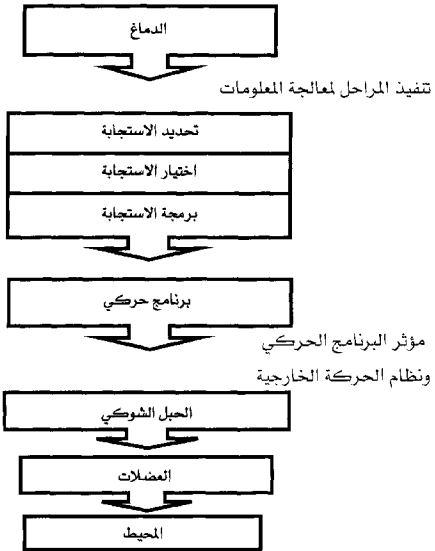 الدماغ
تنفيذ المراحل لمعالجة المعلومات
تحديد الاستجابة
اختيار الاستجابة
برمجة الاستجابة
برنامج حركي
مؤثر البرنامج الحركي
ونظام الحركة الخارجية
الحبل الشوكي
العضلات
المحيط